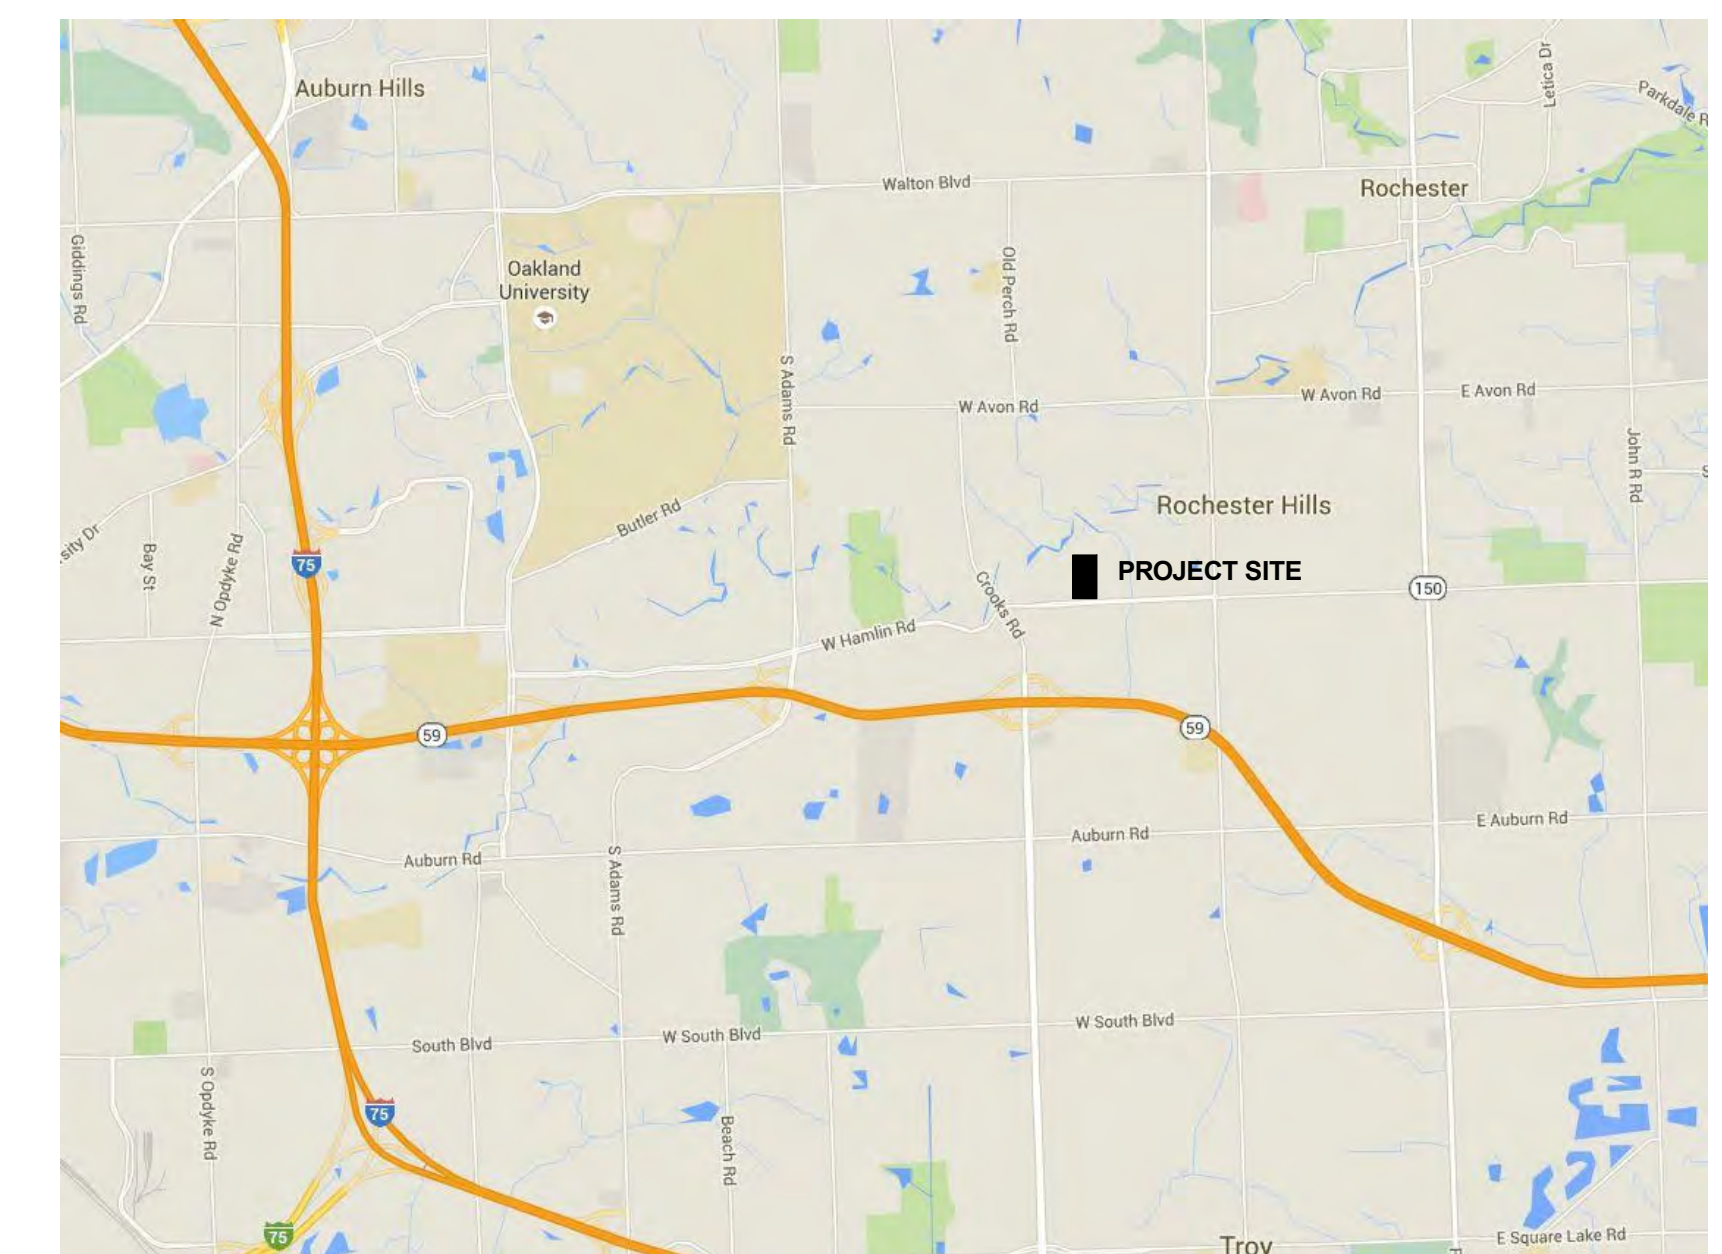 Letica Dr
Auburn Hills
Parkdale R
Walton Blvd
Rochester
Giddings Rd
Oakland
University
Old Perch Rd
S Adams Rd
W Avon Rd
W Avon Rd
E Avon Rd
John R Rd
S
Rochester Hills
Butler Rd
sity Dr
Bay St
N Opdyke Rd
75
PROJECT SITE
Crooks Rd
150
W Hamlin Rd
59
59
E Auburn Rd
Auburn Rd
Auburn Rd
S Adams Rd
W South Blvd
W South Blvd
South Blvd
S Opdyke Rd
75
Beach Rd
75
E Square Lake Rd
Troy